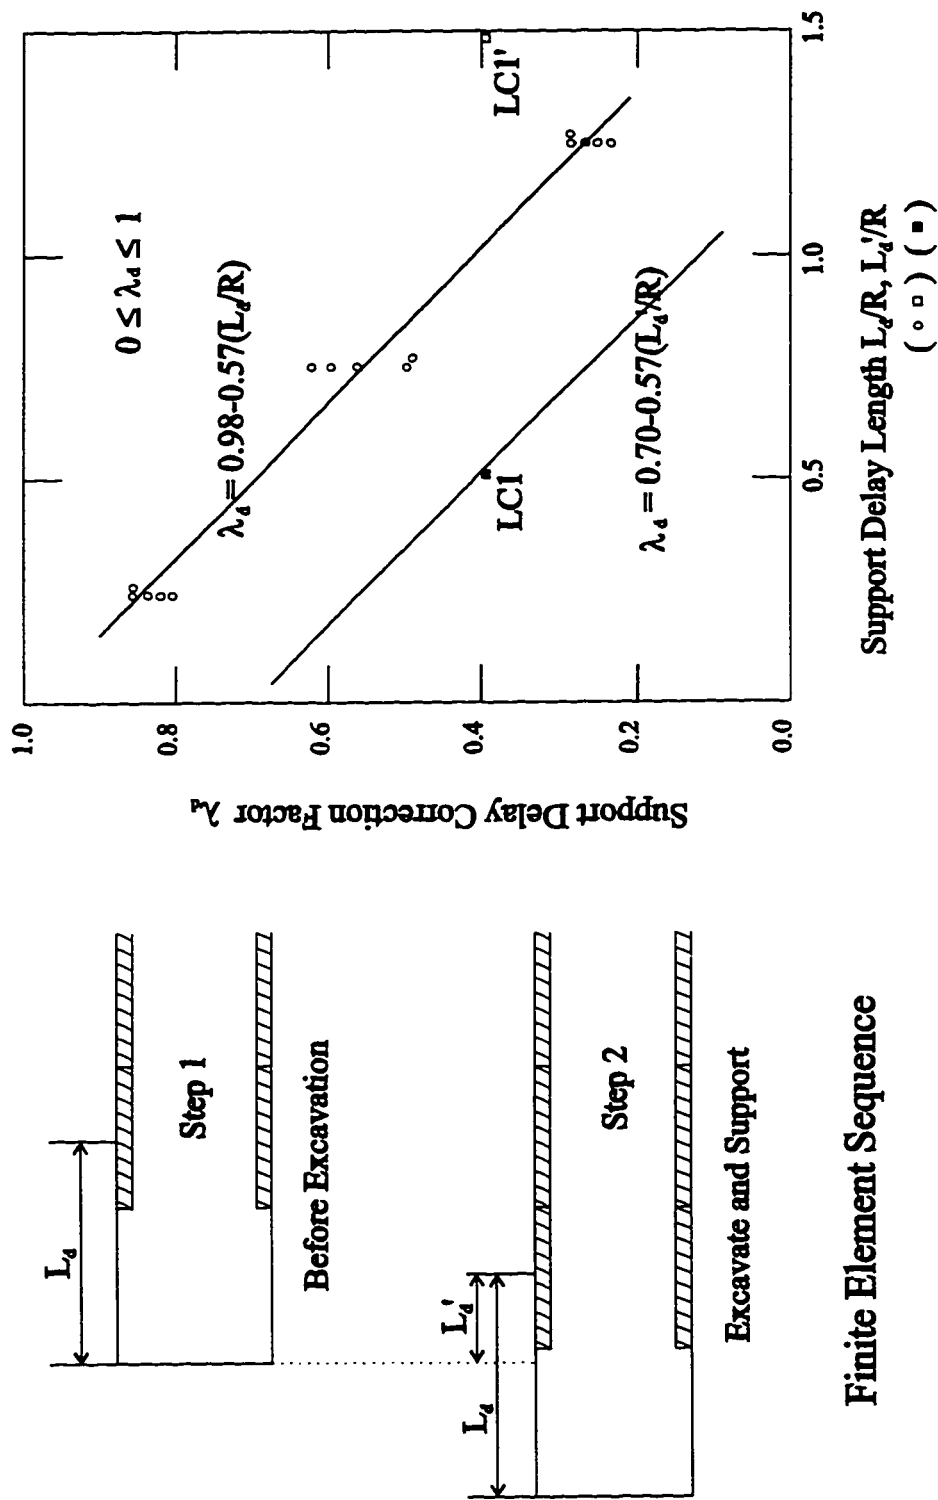 L_d
Step 1
Before Excavation
L_d
L_d'
Step 2
Excavate and Support
Finite Element Sequence
Support Delay Correction Factor λ_d
1.0
0.8
0.6
0.4
0.2
0.0
0.5
1.0
1.5
0 ≤ λ_d ≤ 1
λ_d = 0.98-0.57(L_d/R)
LC1
LC1'
λ_d = 0.70-0.57(L_d'/R)
Support Delay Length L_d/R, L_d'/R
( ∘ □ ) ( ■ )